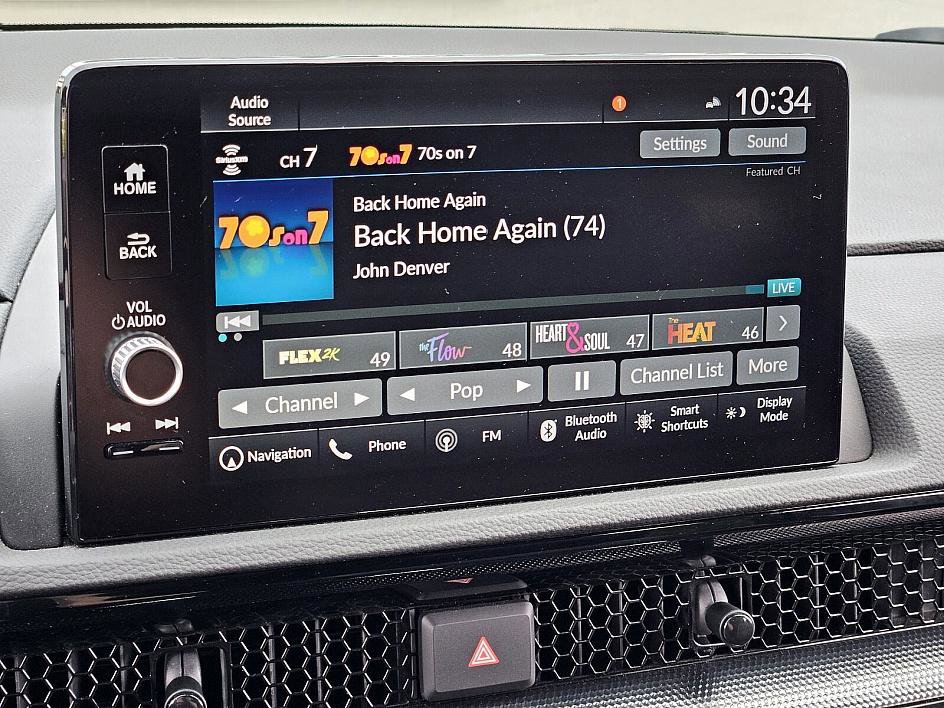 Audio
Source
1
10:34
HOME
BACK
VOL
AUDIO
SiriusXM
CH 7
70s on 7
70s on 7
Settings
Sound
Featured CH
70s on 7
Back Home Again
Back Home Again (74)
John Denver
LIVE
FLEX2K 49
the Flow 48
HEART & SOUL 47
The HEAT 46
Channel
Pop
Channel List
More
Navigation
Phone
FM
Bluetooth
Audio
Smart
Shortcuts
Display
Mode